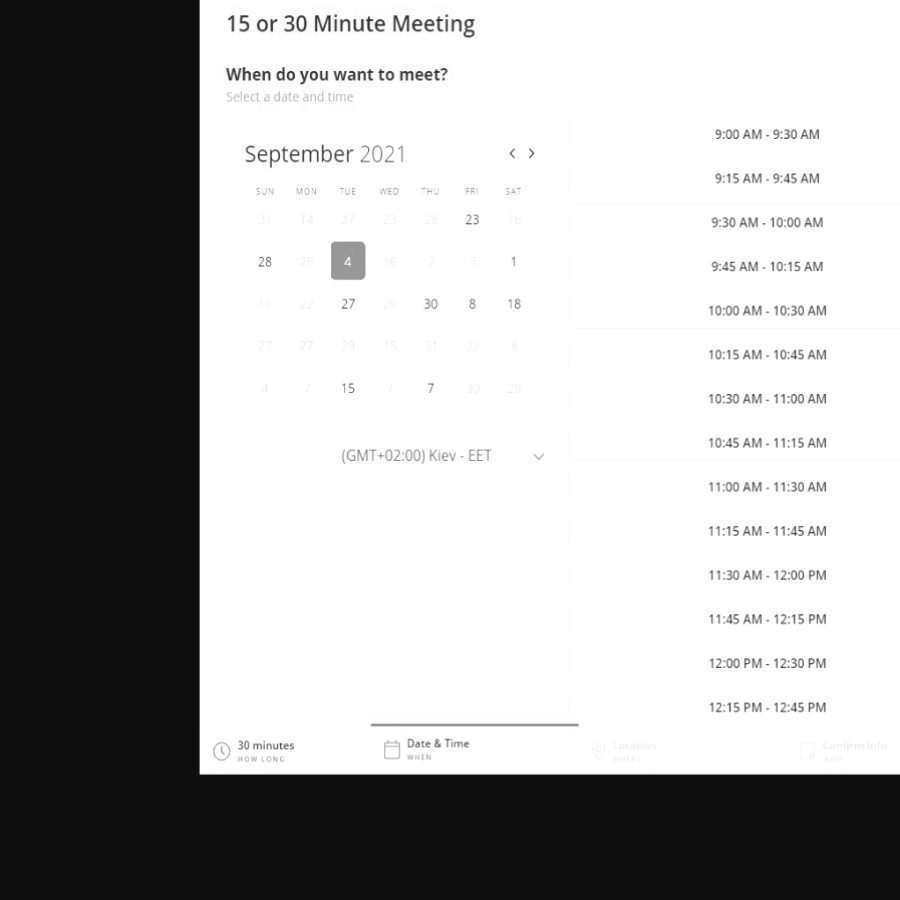 15 or 30 Minute Meeting
When do you want to meet?
Select a date and time
September 2021
SUN MON TUE WED THU FRI SAT
31 14 27 23 28 23 16
28 25 4 16 2 7 1
11 22 27 29 30 8 18
27 27 29 15 31 22 8
4 7 15 7 30 29
(GMT+02:00) Kiev - EET
9:00 AM - 9:30 AM
9:15 AM - 9:45 AM
9:30 AM - 10:00 AM
9:45 AM - 10:15 AM
10:00 AM - 10:30 AM
10:15 AM - 10:45 AM
10:30 AM - 11:00 AM
10:45 AM - 11:15 AM
11:00 AM - 11:30 AM
11:15 AM - 11:45 AM
11:30 AM - 12:00 PM
11:45 AM - 12:15 PM
12:00 PM - 12:30 PM
12:15 PM - 12:45 PM
30 minutes
HOW LONG
Date & Time
WHEN
Location
WHERE
Confirm Info
WHO